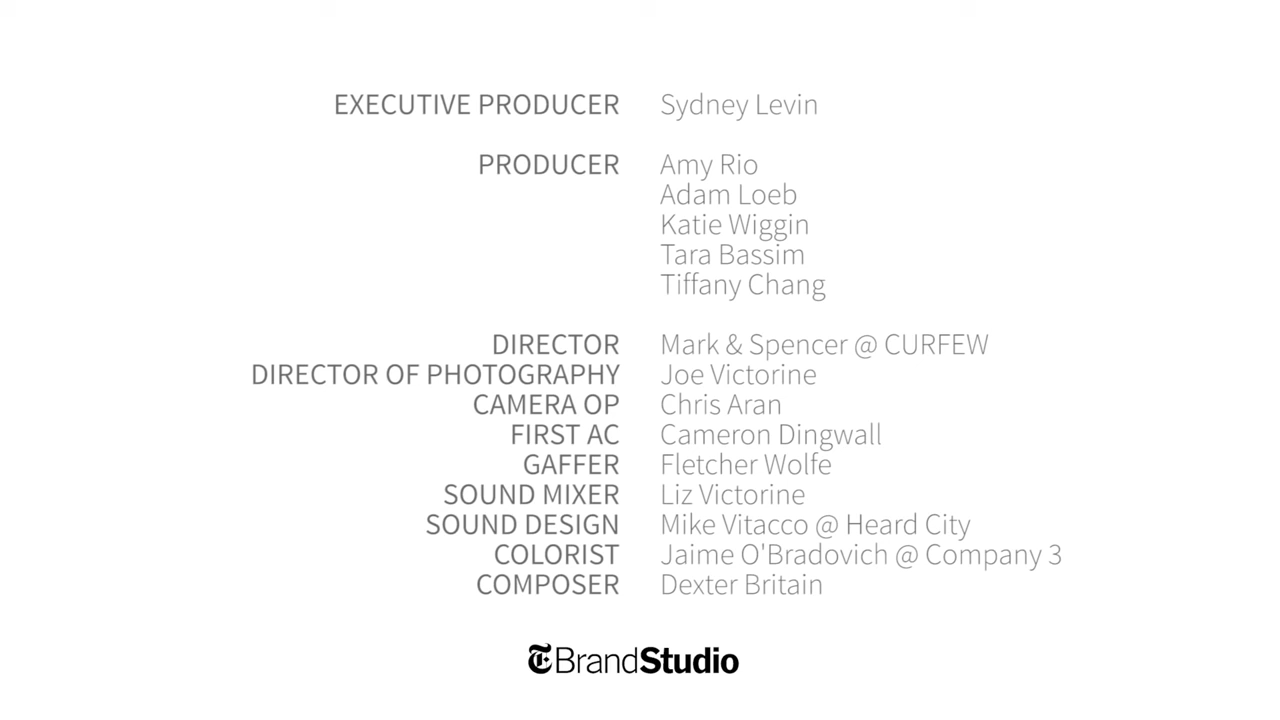 EXECUTIVE PRODUCER Sydney Levin
PRODUCER Amy Rio
Adam Loeb
Katie Wiggin
Tara Bassim
Tiffany Chang
DIRECTOR Mark & Spencer @ CURFEW
DIRECTOR OF PHOTOGRAPHY Joe Victorine
CAMERA OP Chris Aran
FIRST AC Cameron Dingwall
GAFFER Fletcher Wolfe
SOUND MIXER Liz Victorine
SOUND DESIGN Mike Vitacco @ Heard City
COLORIST Jaime O'Bradovich @ Company 3
COMPOSER Dexter Britain
T BrandStudio